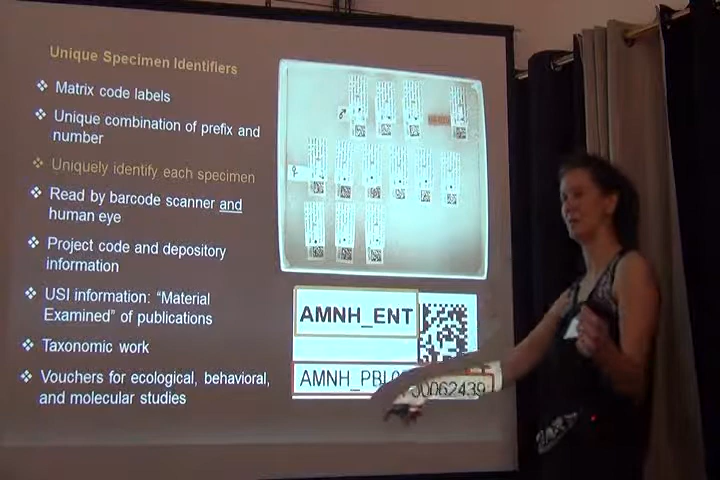 Unique Specimen Identifiers
Matrix code labels
Unique combination of prefix and
number
Uniquely identify each specimen
Read by barcode scanner and
human eye
Project code and depository
information
USI information: “Material
Examined” of publications
Taxonomic work
Vouchers for ecological, behavioral,
and molecular studies
AMNH_ENT